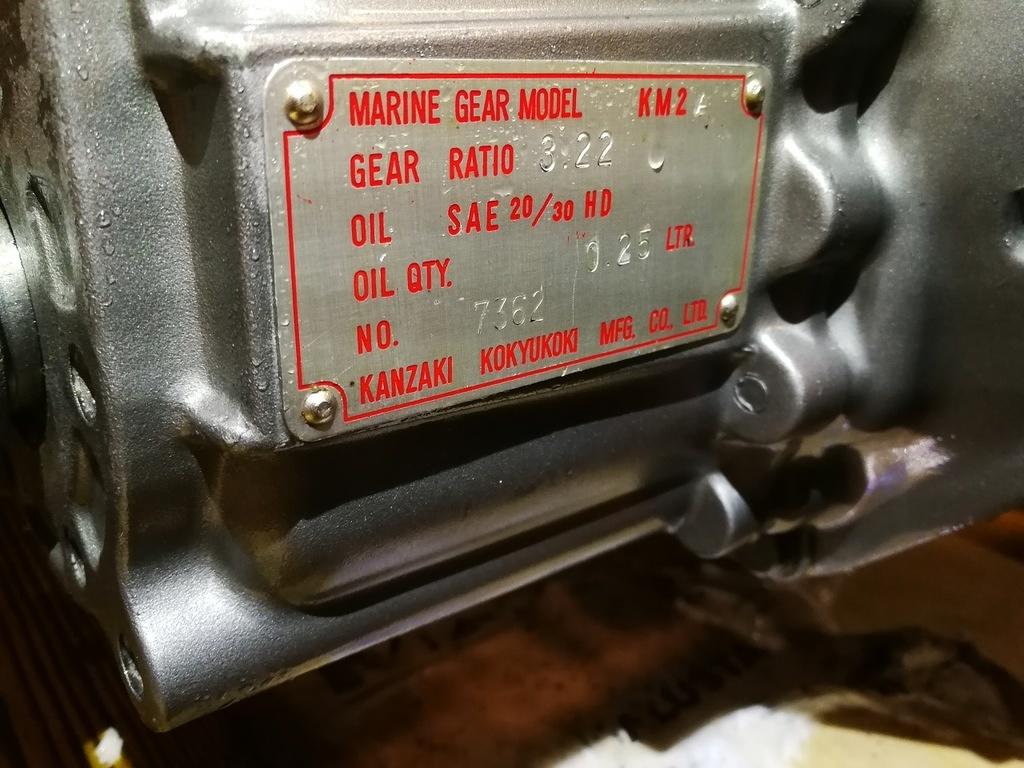 MARINE GEAR MODEL KM2A
GEAR RATIO 3.22
OIL SAE 20/30 HD
OIL QTY. 0.25 LTR.
NO. 7362
KANZAKI KOKYUKOKI MFG. CO., LTD.